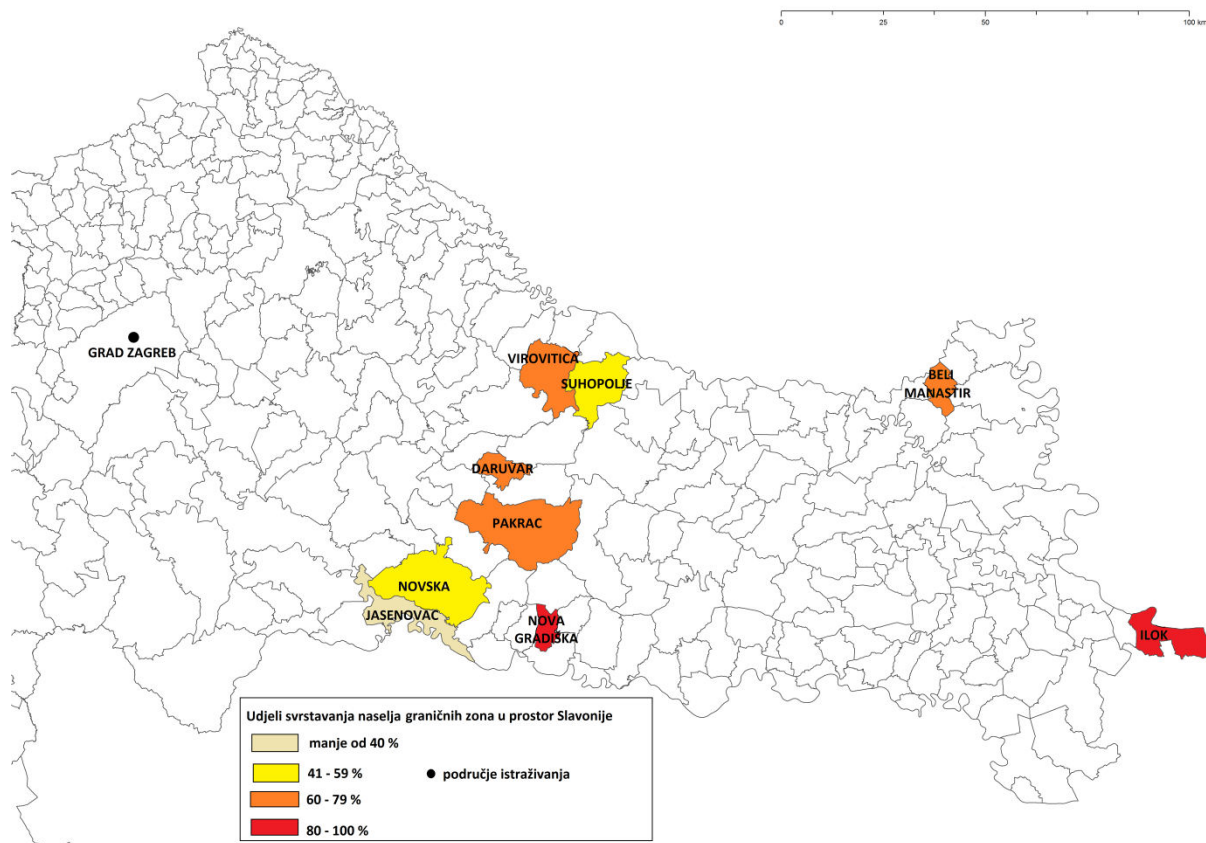 0 25 50 75 100 km
GRAD ZAGREB
VIROVITICA
SUHOPOLJE
BELI
MANASTIR
DARUVAR
PAKRAC
NOVSKA
JASENOVAC
NOVA
GRADIŠKA
ILOK
Udjeli svrstavanja naselja graničnih zona u prostor Slavonije
manje od 40 %
41 - 59 %
područje istraživanja
60 - 79 %
80 - 100 %